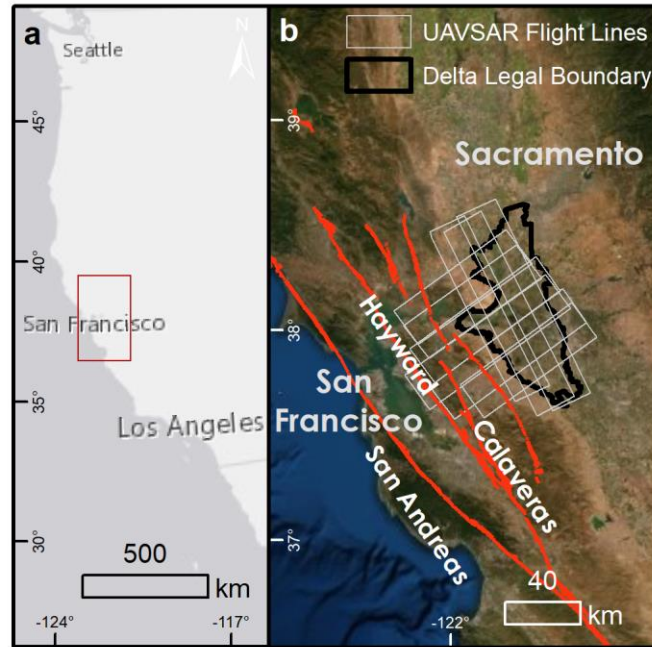 a
N
Seattle
45°
40°
San Francisco
35°
Los Angeles
30°
500
km
-124°
-117°
b
UAVSAR Flight Lines
Delta Legal Boundary
39°
Sacramento
38°
Hayward
San
Francisco
Calaveras
San Andreas
37°
40
km
-122°